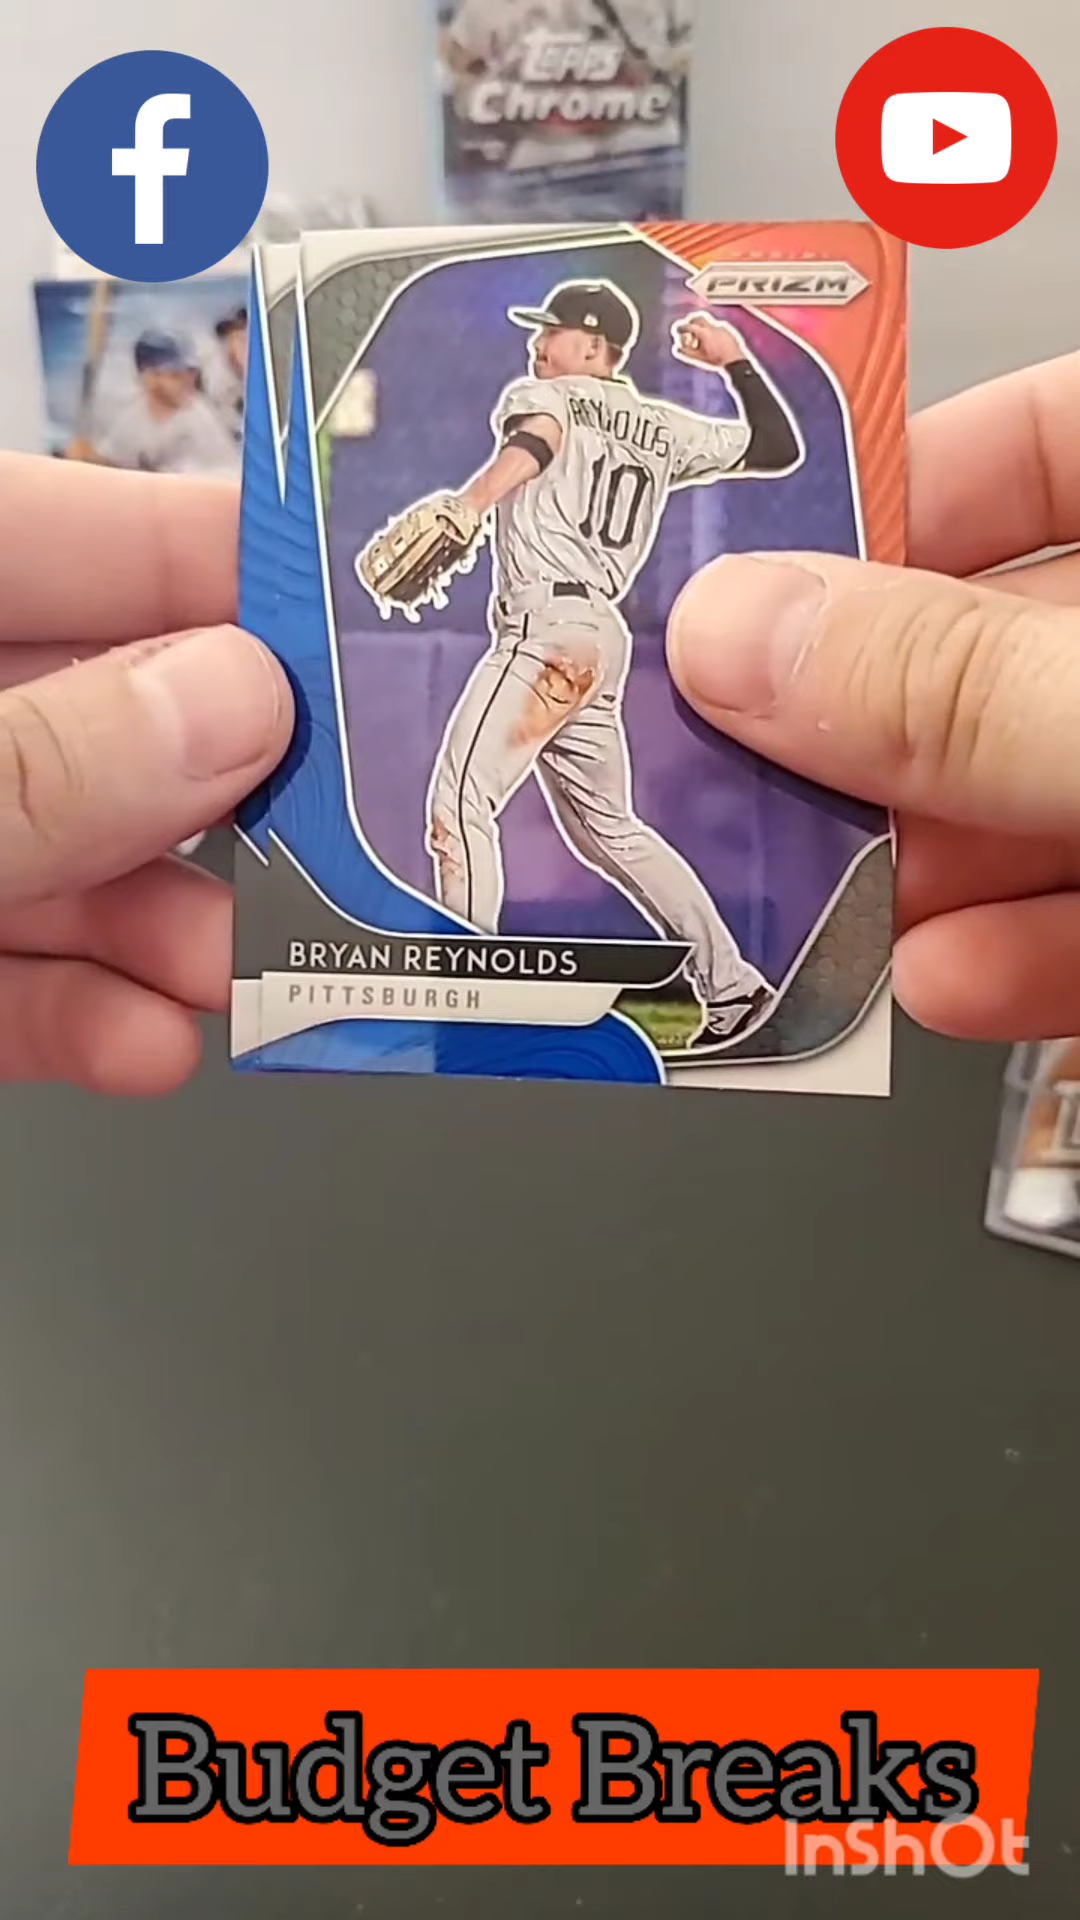 f
Topps
Chrome
PRIZM
REYNOLDS
10
BRYAN REYNOLDS
PITTSBURGH
Budget Breaks
InShOt